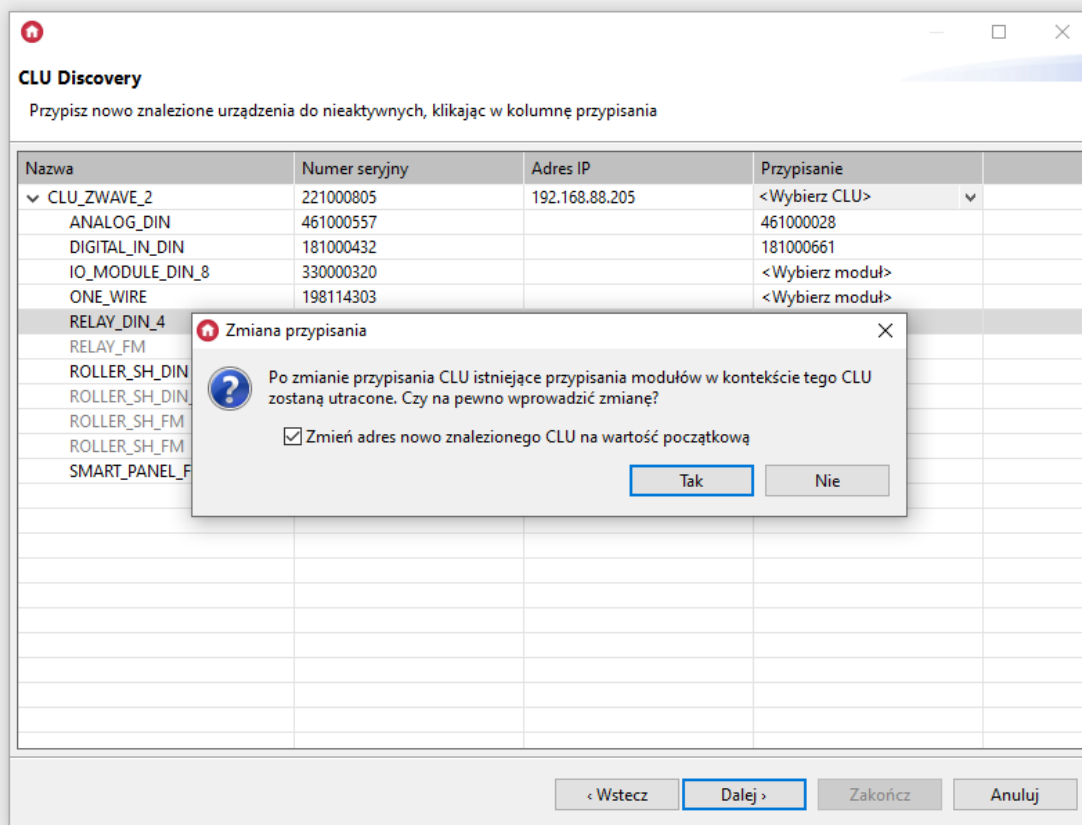 CLU Discovery
Przypisz nowo znalezione urządzenia do nieaktywnych, klikając w kolumnę przypisania
Nazwa Numer seryjny Adres IP Przypisanie
CLU_ZWAVE_2 221000805 192.168.88.205 <Wybierz CLU>
ANALOG_DIN 461000557 461000028
DIGITAL_IN_DIN 181000432 181000661
IO_MODULE_DIN_8 330000320 <Wybierz moduł>
ONE_WIRE 198114303 <Wybierz moduł>
RELAY_DIN_4
RELAY_FM
ROLLER_SH_DIN
ROLLER_SH_DIN_
ROLLER_SH_FM
ROLLER_SH_FM
SMART_PANEL_F
Zmiana przypisania
Po zmianie przypisania CLU istniejące przypisania modułów w kontekście tego CLU
zostaną utracone. Czy na pewno wprowadzić zmianę?
Zmień adres nowo znalezionego CLU na wartość początkową
Tak Nie
‹ Wstecz Dalej › Zakończ Anuluj